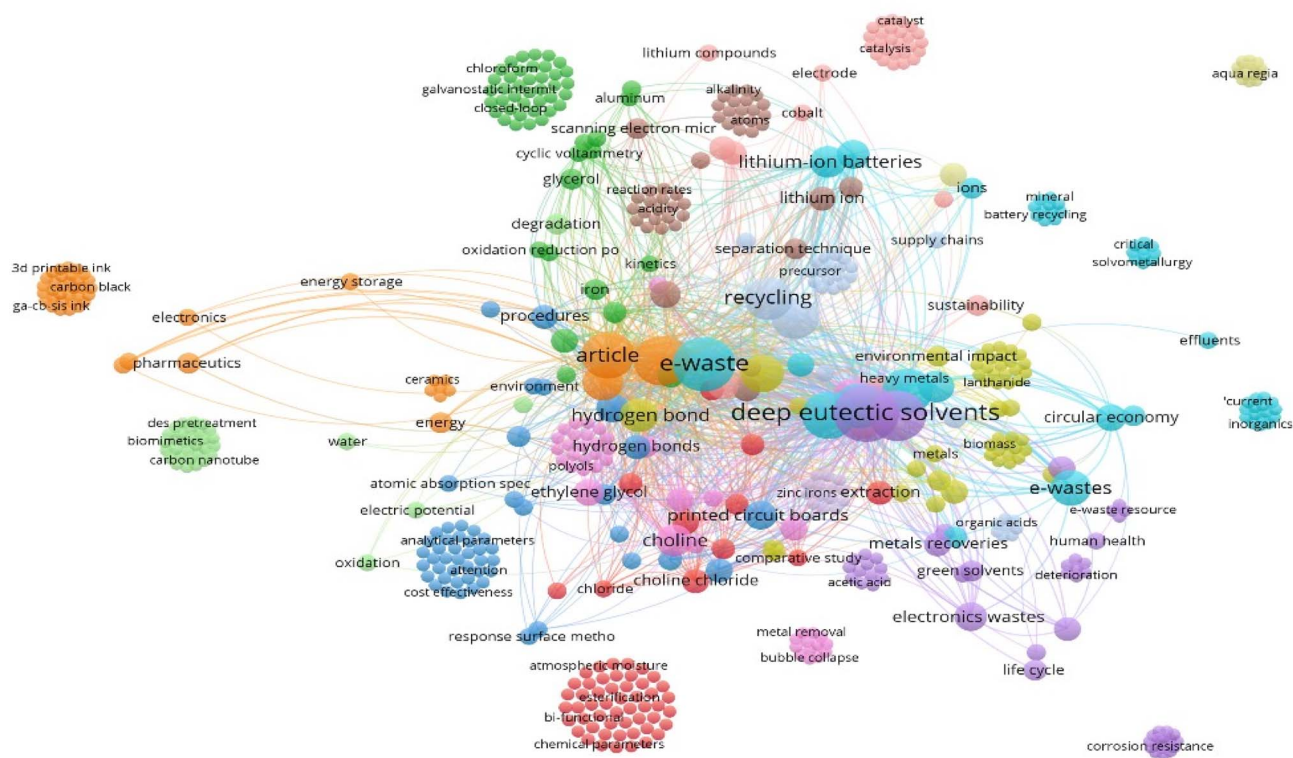 catalyst
catalysis
lithium compounds
electrode
aqua regia
chloroform
galvanostatic intermit
closed-loop
aluminum
alkalinity
atoms
cobalt
scanning electron micr
cyclic voltammetry
lithium-ion batteries
glycerol
reaction rates
acidity
lithium ion
ions
mineral
battery recycling
degradation
oxidation reduction po
separation technique
supply chains
critical
solvometallurgy
kinetics
precursor
3d printable ink
carbon black
ga-cb-sis ink
energy storage
iron
recycling
sustainability
electronics
procedures
effluents
pharmaceutics
article
e-waste
environmental impact
ceramics
environment
heavy metals
lanthanide
'current
inorganics
des pretreatment
biomimetics
carbon nanotube
energy
hydrogen bond
deep eutectic solvents
circular economy
water
hydrogen bonds
biomass
metals
polyols
atomic absorption spec
ethylene glycol
zinc irons
extraction
e-wastes
electric potential
printed circuit boards
organic acids
e-waste resource
analytical parameters
choline
metals recoveries
human health
oxidation
attention
comparative study
green solvents
cost effectiveness
choline chloride
acetic acid
deterioration
chloride
electronics wastes
response surface metho
metal removal
bubble collapse
life cycle
atmospheric moisture
esterification
bi-functional
chemical parameters
corrosion resistance